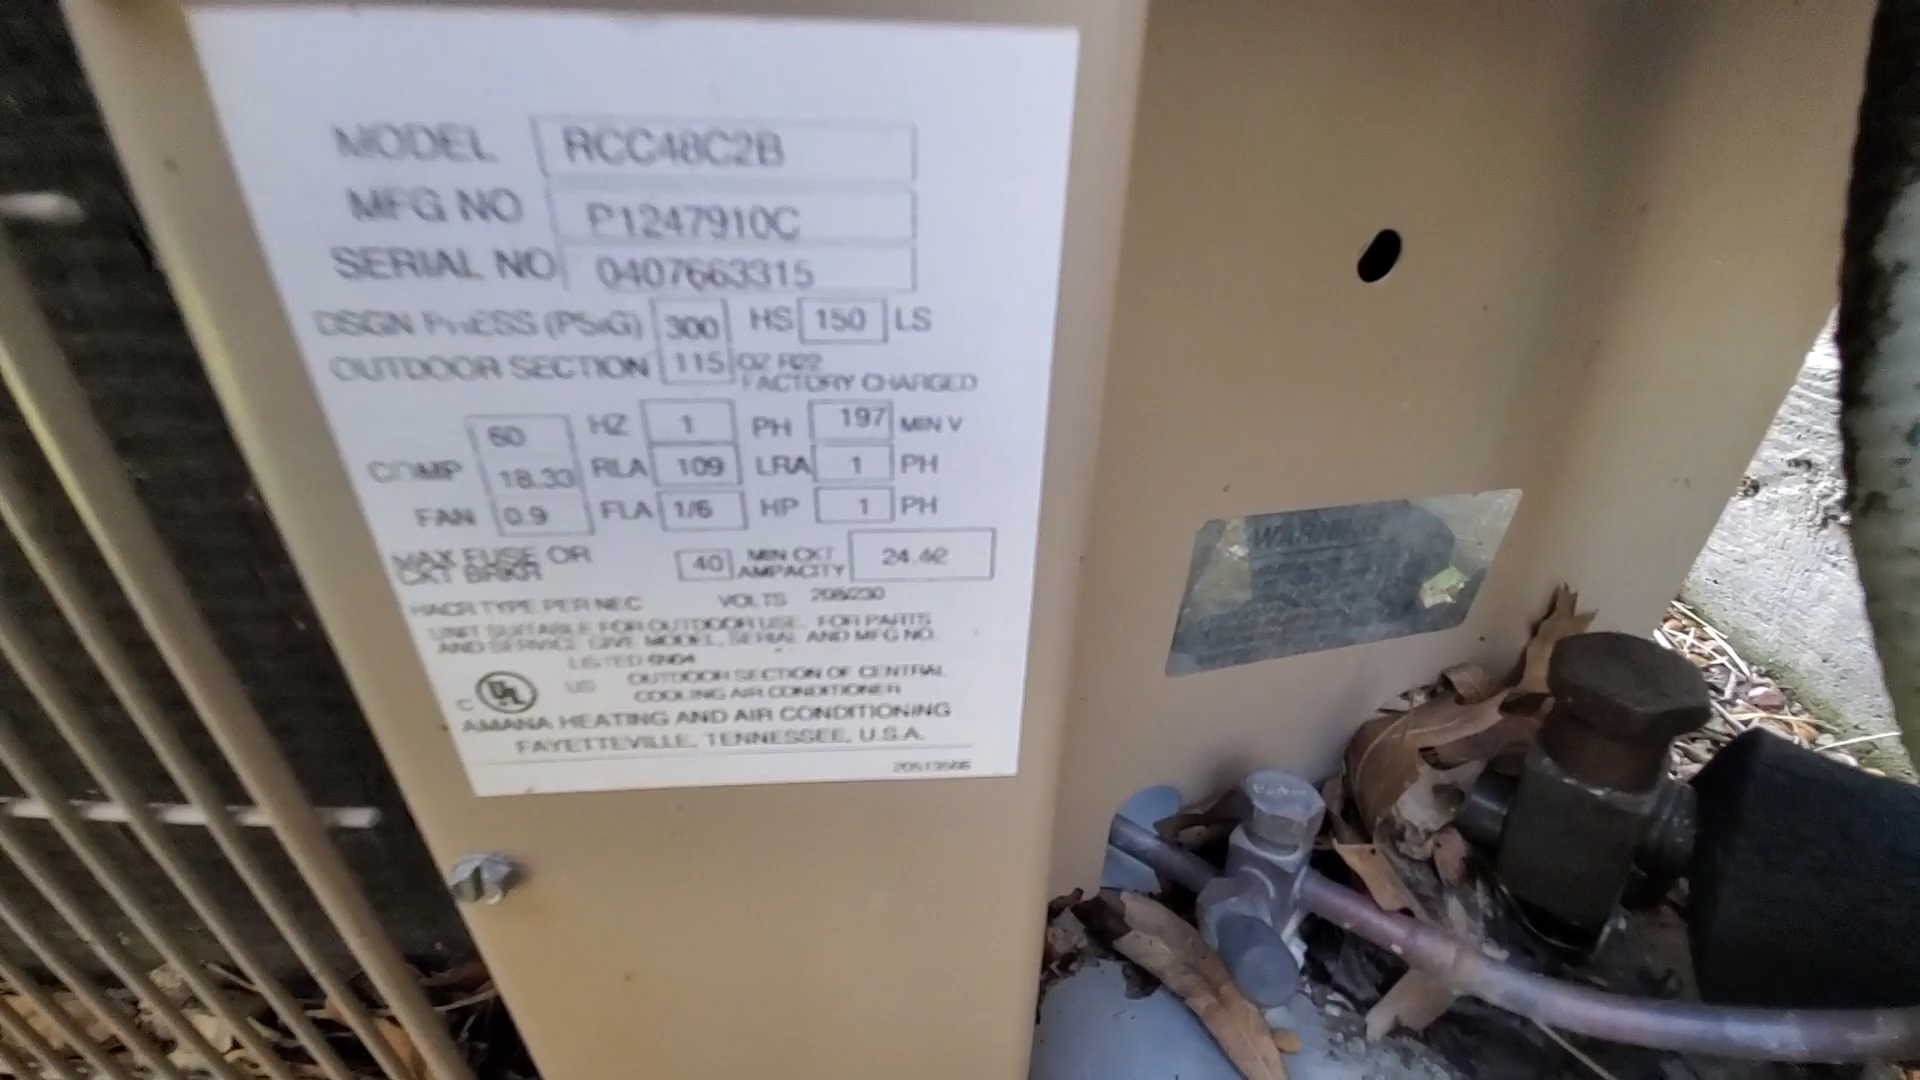 MODEL RCC48C2B
MFG NO P1247910C
SERIAL NO 0407663315
DSGN PRESS (PSIG) 300 HS 150 LS
OUTDOOR SECTION 115 OZ R22
FACTORY CHARGED
60 HZ 1 PH 197 MIN V
COMP 18.33 RLA 109 LRA 1 PH
FAN 0.9 FLA 1/6 HP 1 PH
MAX FUSE OR CKT BRKR 40 MIN CKT AMPACITY 24.42
HACR TYPE PER NEC VOLTS 208/230
UNIT SUITABLE FOR OUTDOOR USE. FOR PARTS
AND SERVICE GIVE MODEL, SERIAL AND MFG NO.
LISTED
C UL US OUTDOOR SECTION OF CENTRAL
COOLING AIR CONDITIONER
AMANA HEATING AND AIR CONDITIONING
FAYETTEVILLE, TENNESSEE, U.S.A.
WARNING